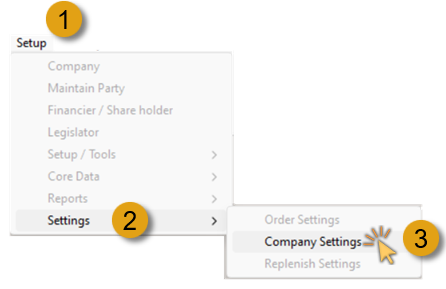 1
Setup
Company
Maintain Party
Financier / Share holder
Legislator
Setup / Tools
Core Data
Reports
Settings 2
Order Settings
Company Settings 3
Replenish Settings